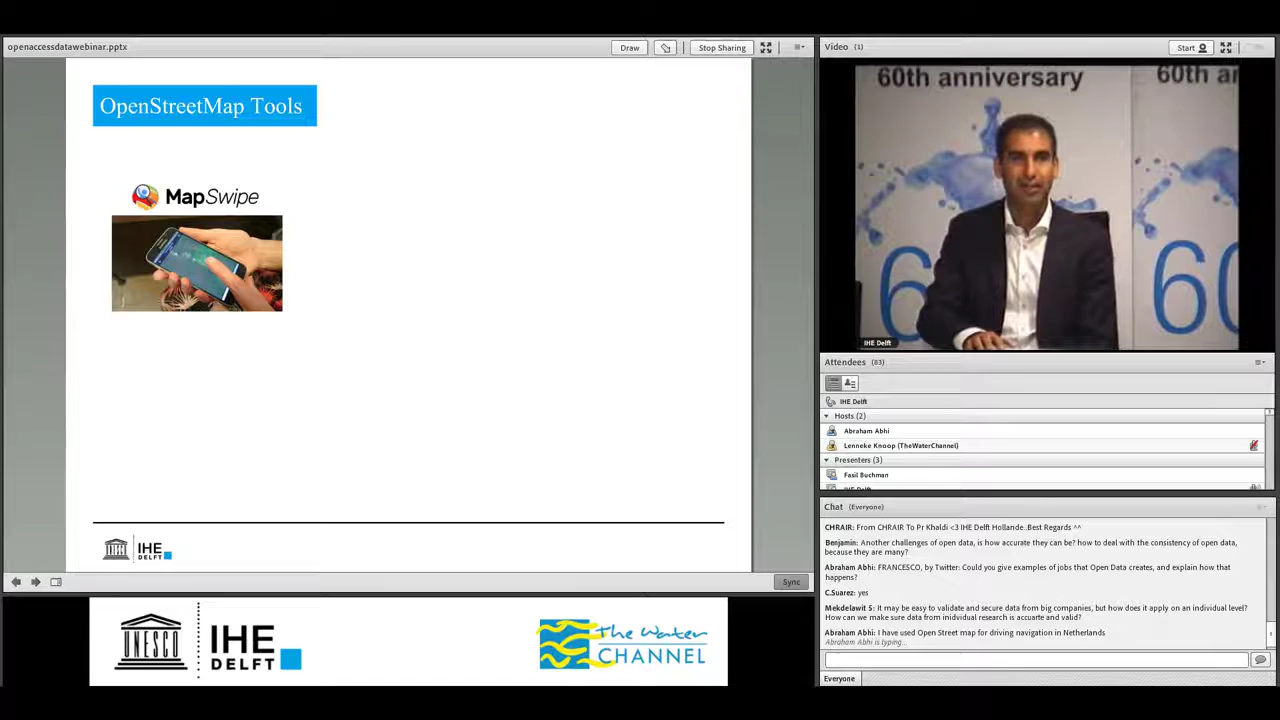 openaccessdatawebinar.pptx
Draw
Stop Sharing
OpenStreetMap Tools
MapSwipe
UNESCO
IHE
DELFT
Sync
UNESCO
IHE
DELFT
The Water
CHANNEL
Video (1)
Start
60th anniversary
60th an
60
60
IHE Delft
Attendees (83)
IHE Delft
Hosts (2)
Abraham Abhi
Lenneke Knoop (TheWaterChannel)
Presenters (3)
Fasil Buchman
IHE Delft
Chat (Everyone)
CHRAIR: From CHRAIR To Pr Khaldi <3 IHE Delft Hollande..Best Regards ^^
Benjamin: Another challenges of open data, is how accurate they can be? how to deal with the consistency of open data,
because they are many?
Abraham Abhi: FRANCESCO, by Twitter: Could you give examples of jobs that Open Data creates, and explain how that
happens?
C.Suarez: yes
Mekdelawit S: It may be easy to validate and secure data from big companies, but how does it apply on an individual level?
How can we make sure data from inidividual research is accuarte and valid?
Abraham Abhi: I have used Open Street map for driving navigation in Netherlands
Abraham Abhi is typing...
Everyone